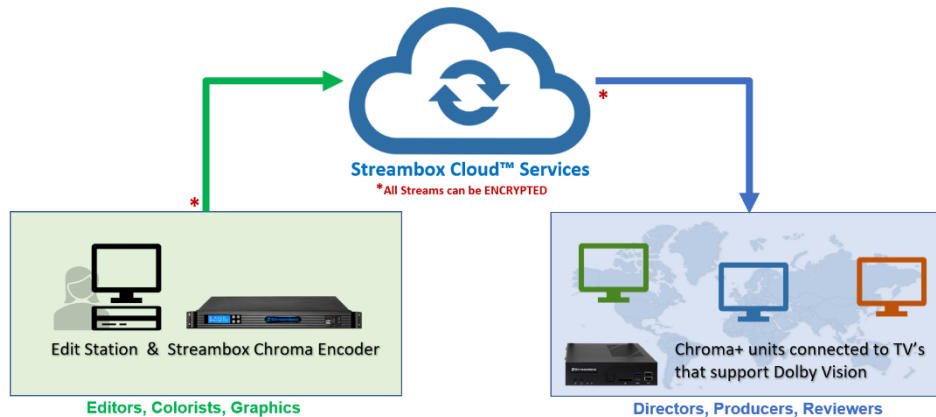 Streambox Cloud™ Services
*All Streams can be ENCRYPTED
*
*
Edit Station & Streambox Chroma Encoder
Chroma+ units connected to TV's
that support Dolby Vision
Editors, Colorists, Graphics
Directors, Producers, Reviewers